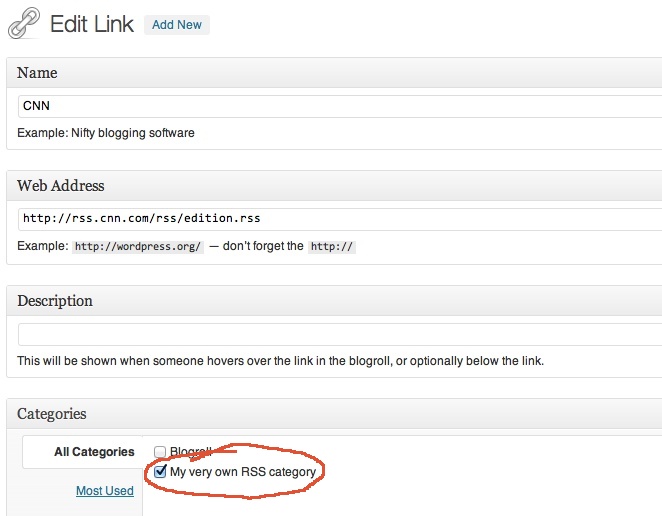 Edit Link Add New
Name
CNN
Example: Nifty blogging software
Web Address
http://rss.cnn.com/rss/edition.rss
Example: http://wordpress.org/ — don't forget the http://
Description
This will be shown when someone hovers over the link in the blogroll, or optionally below the link.
Categories
All Categories Blogroll
My very own RSS category
Most Used